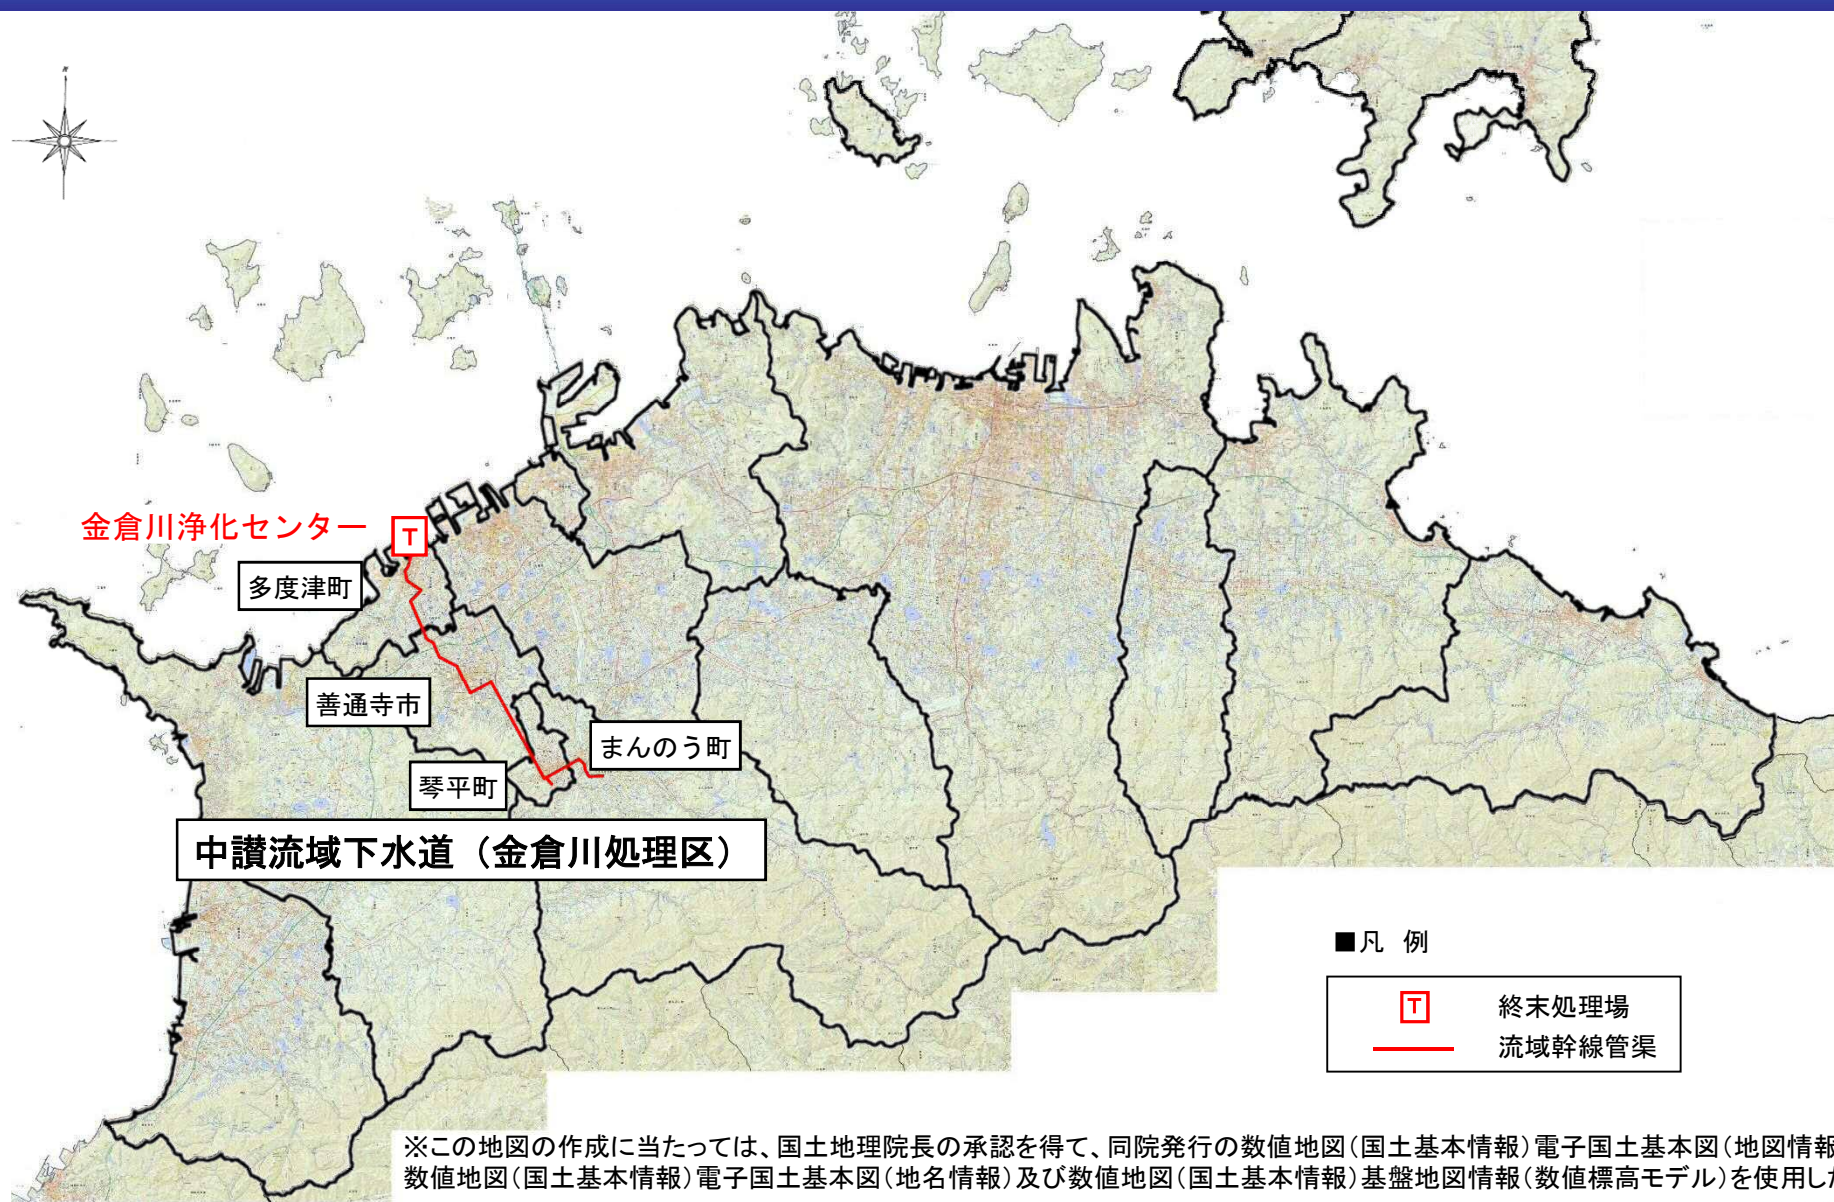 金倉川浄化センター
T
多度津町
善通寺市
まんのう町
琴平町
中讃流域下水道（金倉川処理区）
■凡 例
T 終末処理場
流域幹線管渠
※この地図の作成に当たっては、国土地理院長の承認を得て、同院発行の数値地図（国土基本情報）電子国土基本図（地図情報
数値地図（国土基本情報）電子国土基本図（地名情報）及び数値地図（国土基本情報）基盤地図情報（数値標高モデル）を使用した